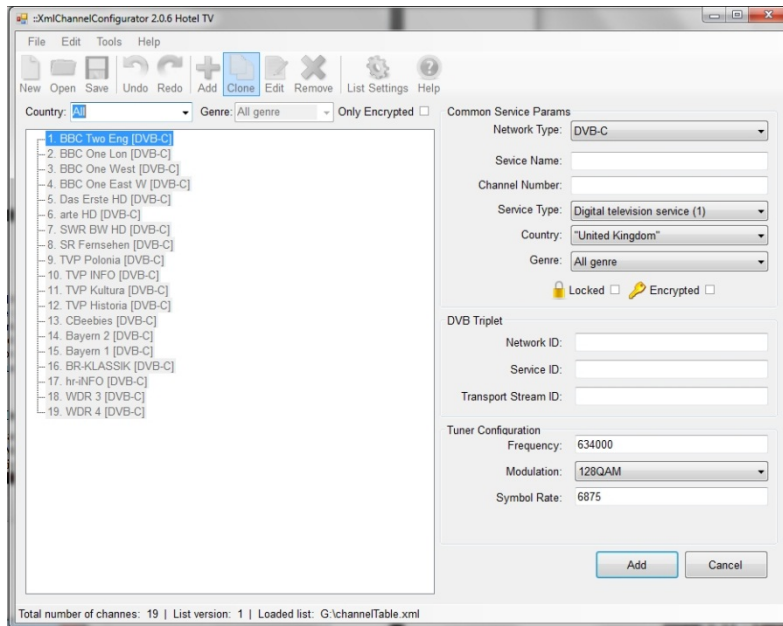 ::XmlChannelConfigurator 2.0.6 Hotel TV
File Edit Tools Help
New Open Save Undo Redo Add Clone Edit Remove List Settings Help
Country: All Genre: All genre Only Encrypted
1. BBC Two Eng [DVB-C]
2. BBC One Lon [DVB-C]
3. BBC One West [DVB-C]
4. BBC One East W [DVB-C]
5. Das Erste HD [DVB-C]
6. arte HD [DVB-C]
7. SWR BW HD [DVB-C]
8. SR Fernsehen [DVB-C]
9. TVP Polonia [DVB-C]
10. TVP INFO [DVB-C]
11. TVP Kultura [DVB-C]
12. TVP Historia [DVB-C]
13. CBeebies [DVB-C]
14. Bayern 2 [DVB-C]
15. Bayern 1 [DVB-C]
16. BR-KLASSIK [DVB-C]
17. hr-iNFO [DVB-C]
18. WDR 3 [DVB-C]
19. WDR 4 [DVB-C]
Common Service Params
Network Type: DVB-C
Sevice Name:
Channel Number:
Service Type: Digital television service (1)
Country: "United Kingdom"
Genre: All genre
Locked Encrypted
DVB Triplet
Network ID:
Service ID:
Transport Stream ID:
Tuner Configuration
Frequency: 634000
Modulation: 128QAM
Symbol Rate: 6875
Add Cancel
Total number of channes: 19 | List version: 1 | Loaded list: G:\channelTable.xml